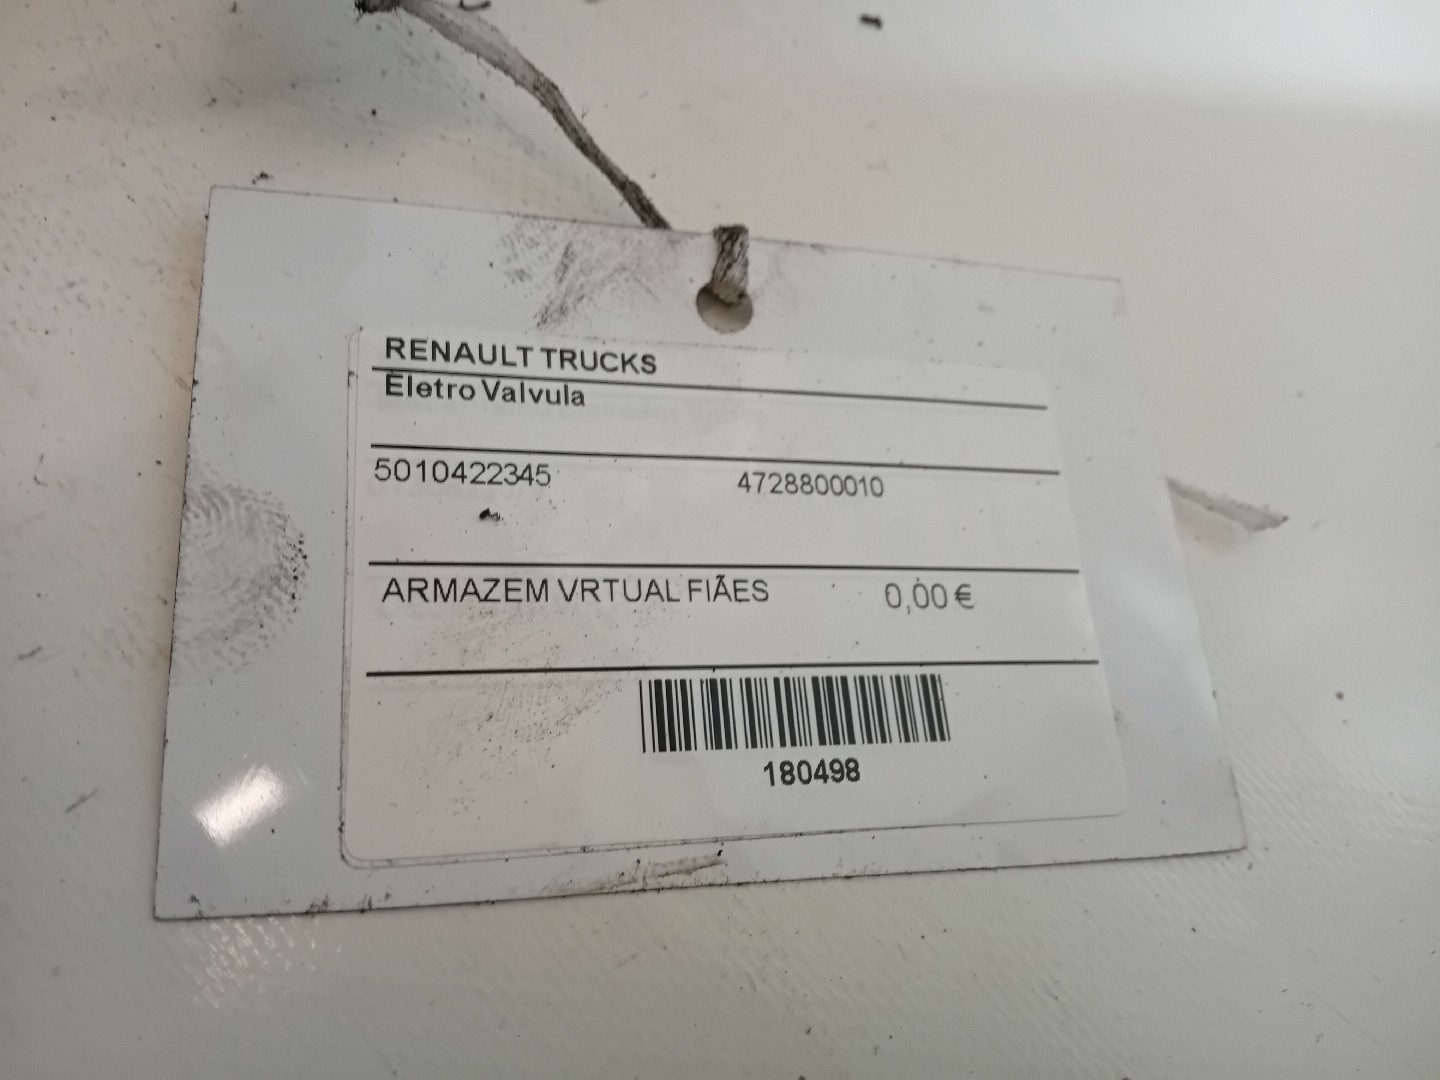 RENAULT TRUCKS
Eletro Valvula
5010422345 4728800010
ARMAZEM VRTUAL FIÃES 0,00 €
180498